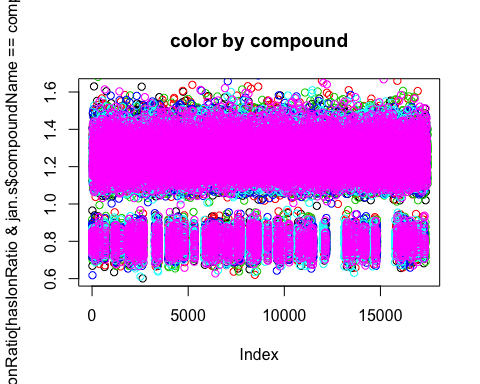 color by compound
onRatio[hasIonRatio & jan.s$compoundName == comp
1.6
1.4
1.2
1.0
0.8
0.6
0 5000 10000 15000
Index